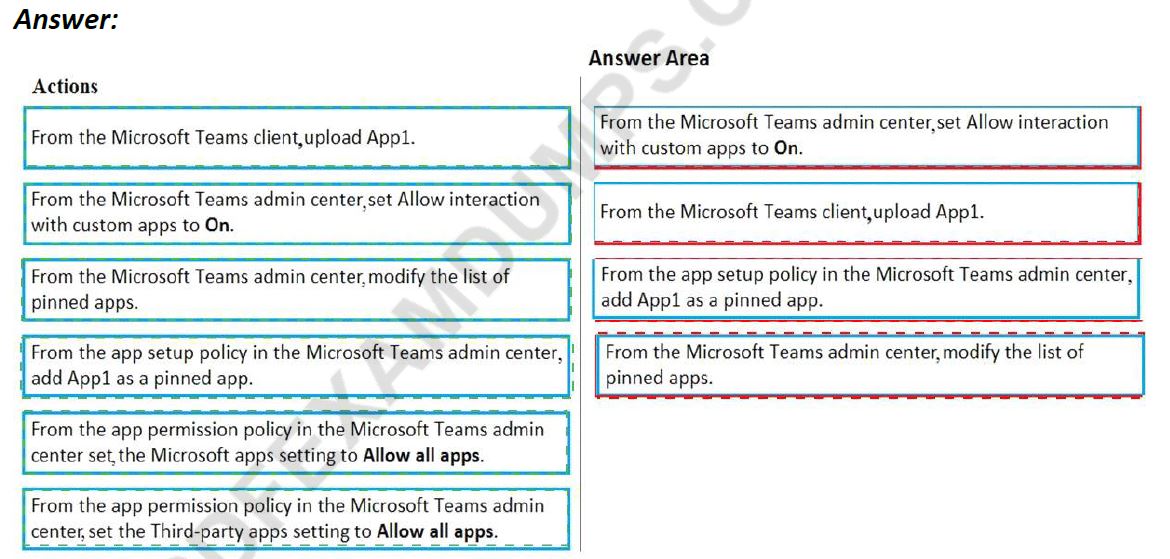 Answer:
Actions
From the Microsoft Teams client,upload App1.
From the Microsoft Teams admin center,set Allow interaction
with custom apps to On.
From the Microsoft Teams admin center,modify the list of
pinned apps.
From the app setup policy in the Microsoft Teams admin center,
add App1 as a pinned app.
From the app permission policy in the Microsoft Teams admin
center set, the Microsoft apps setting to Allow all apps.
From the app permission policy in the Microsoft Teams admin
center, set the Third-party apps setting to Allow all apps.
Answer Area
From the Microsoft Teams admin center,set Allow interaction
with custom apps to On.
From the Microsoft Teams client,upload App1.
From the app setup policy in the Microsoft Teams admin center,
add App1 as a pinned app.
From the Microsoft Teams admin center,modify the list of
pinned apps.
PDFEXAMDUMPS.C